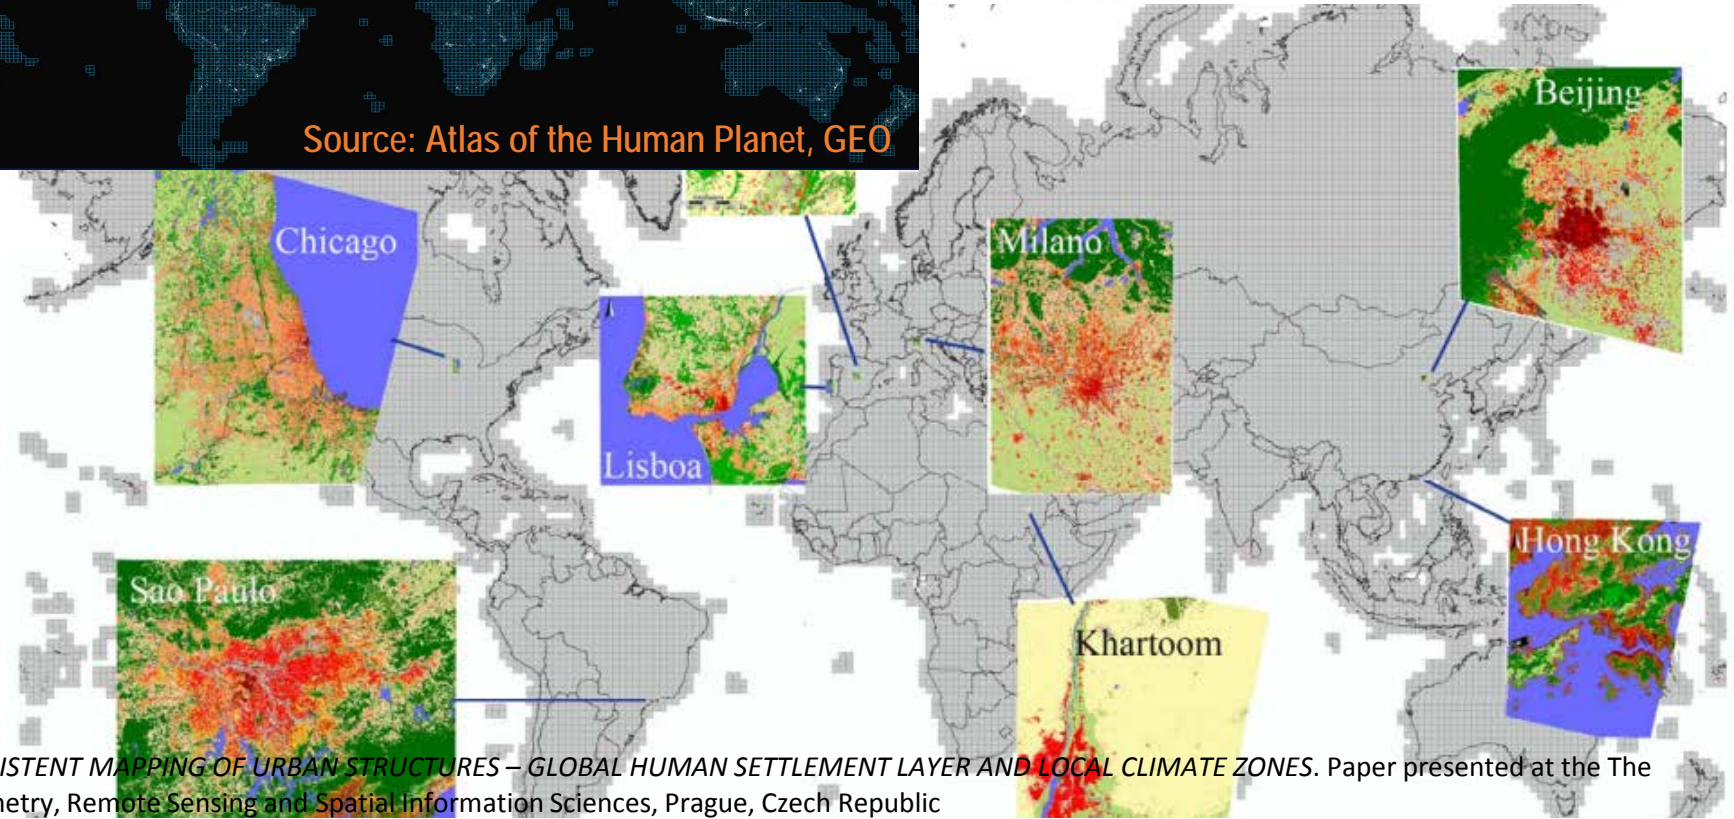 Source: Atlas of the Human Planet, GEO
Beijing
Chicago
Milano
Lisboa
Hong Kong
Sao Paulo
Khartoom
ISTENT MAPPING OF URBAN STRUCTURES – GLOBAL HUMAN SETTLEMENT LAYER AND LOCAL CLIMATE ZONES. Paper presented at the The
netry, Remote Sensing and Spatial Information Sciences, Prague, Czech Republic